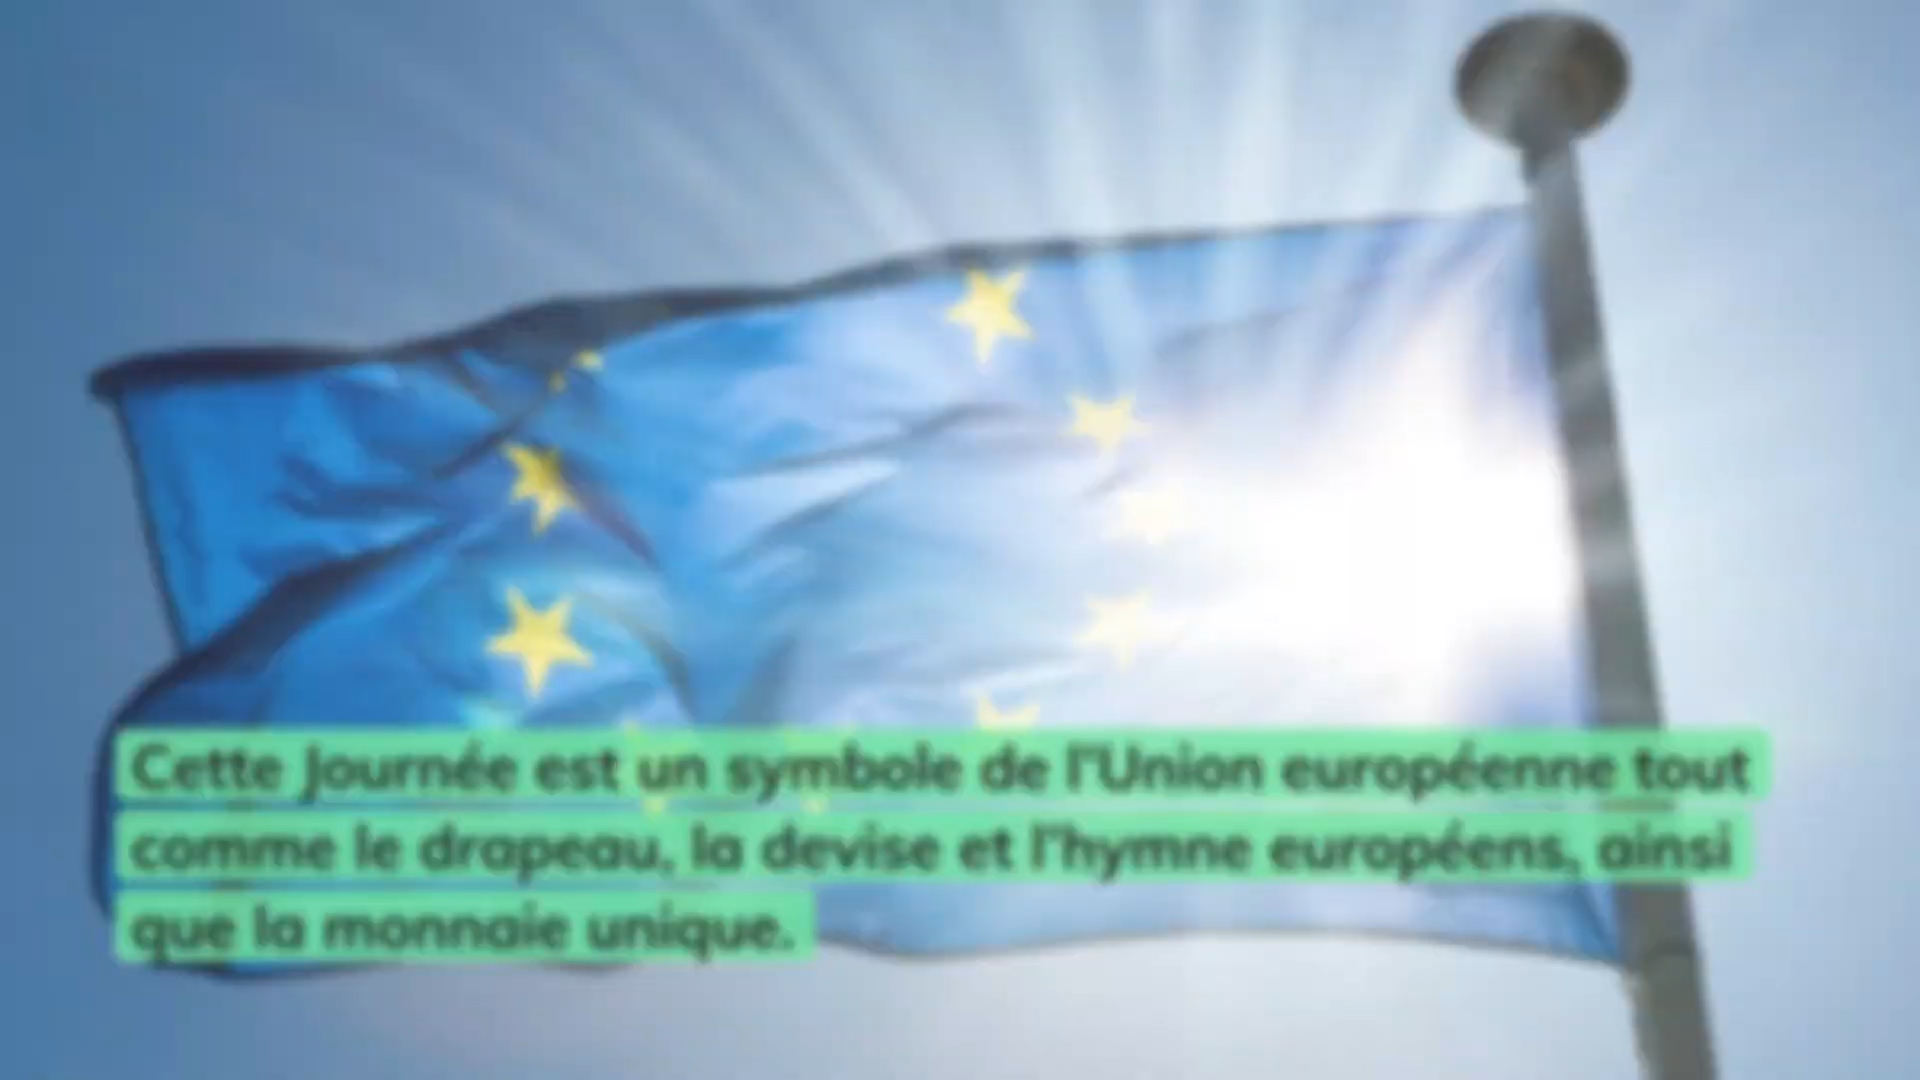 Cette Journée est un symbole de l'Union européenne tout
comme le drapeau, la devise et l'hymne européens, ainsi
que la monnaie unique.